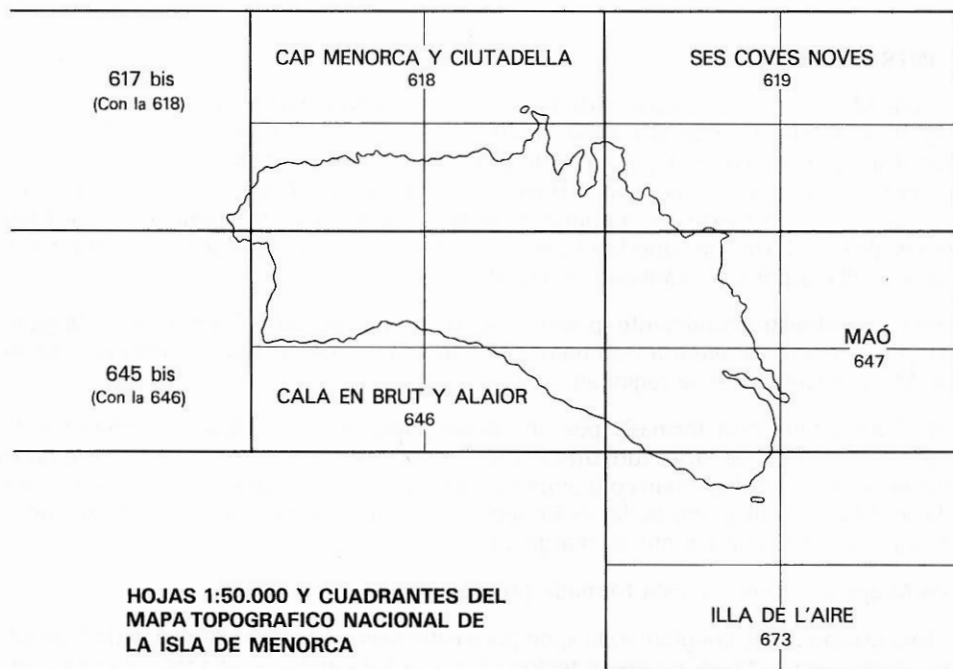 CAP MENORCA Y CIUTADELLA
618
SES COVES NOVES
619
617 bis
(Con la 618)
MAÓ
647
645 bis
(Con la 646)
CALA EN BRUT Y ALAIOR
646
HOJAS 1:50.000 Y CUADRANTES DEL
MAPA TOPOGRAFICO NACIONAL DE
LA ISLA DE MENORCA
ILLA DE L'AIRE
673